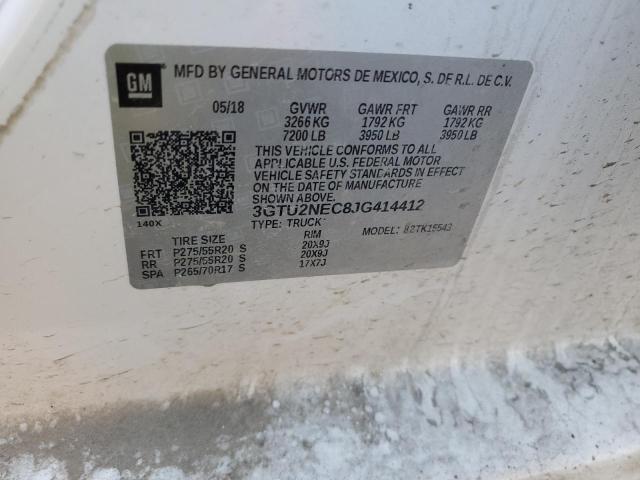 GM MFD BY GENERAL MOTORS DE MEXICO, S. DE R.L. DE C.V.
05/18 GVWR GAWR FRT GAWR RR
3266 KG 1792 KG 1792 KG
7200 LB 3950 LB 3950 LB
THIS VEHICLE CONFORMS TO ALL
APPLICABLE U.S. FEDERAL MOTOR
VEHICLE SAFETY STANDARDS IN EFFECT
ON THE DATE OF MANUFACTURE
SHOWN ABOVE.
3GTU2NEC8JG414412
140X TYPE: TRUCK MODEL:
TIRE SIZE RIM
FRT P275/55R20 S 20X9J
RR P275/55R20 S 20X9J
SPA P265/70R17 S 17X7J